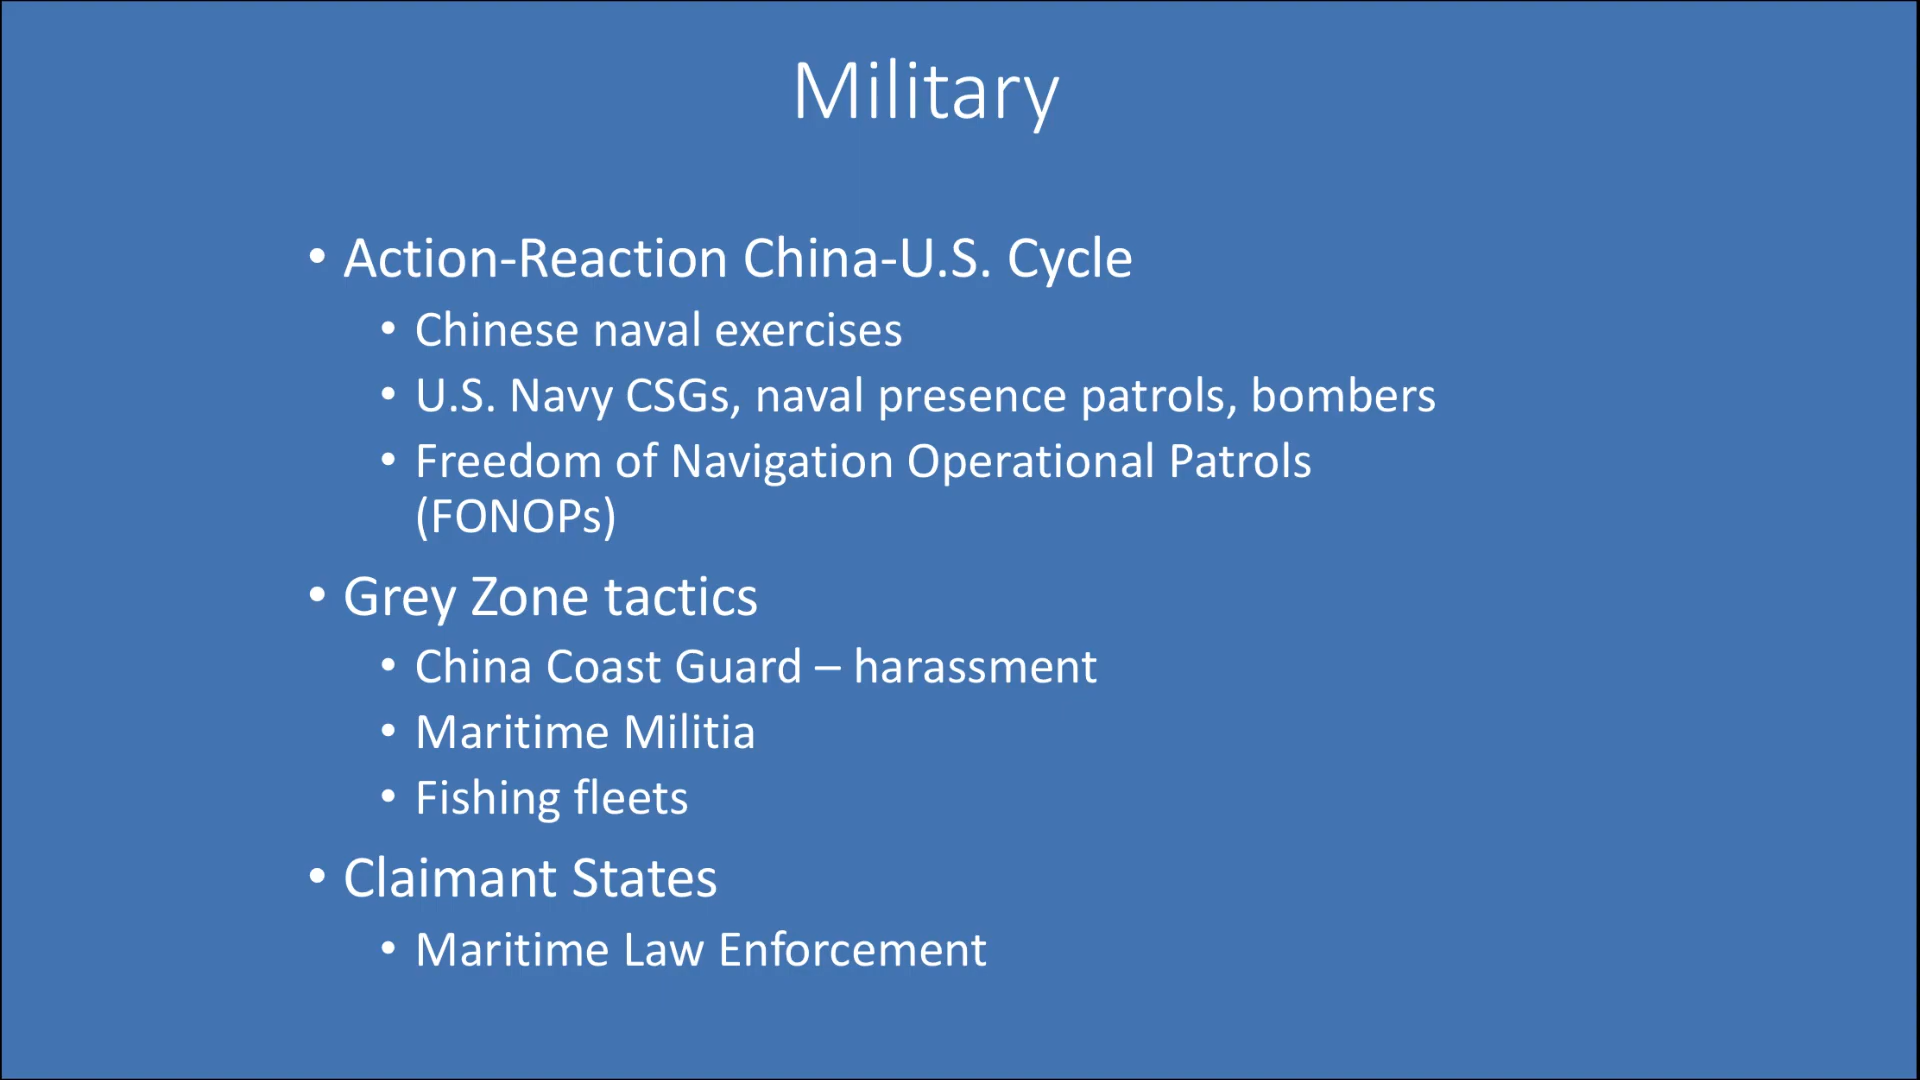 Military
• Action-Reaction China-U.S. Cycle
• Chinese naval exercises
• U.S. Navy CSGs, naval presence patrols, bombers
• Freedom of Navigation Operational Patrols
(FONOPs)
• Grey Zone tactics
• China Coast Guard – harassment
• Maritime Militia
• Fishing fleets
• Claimant States
• Maritime Law Enforcement